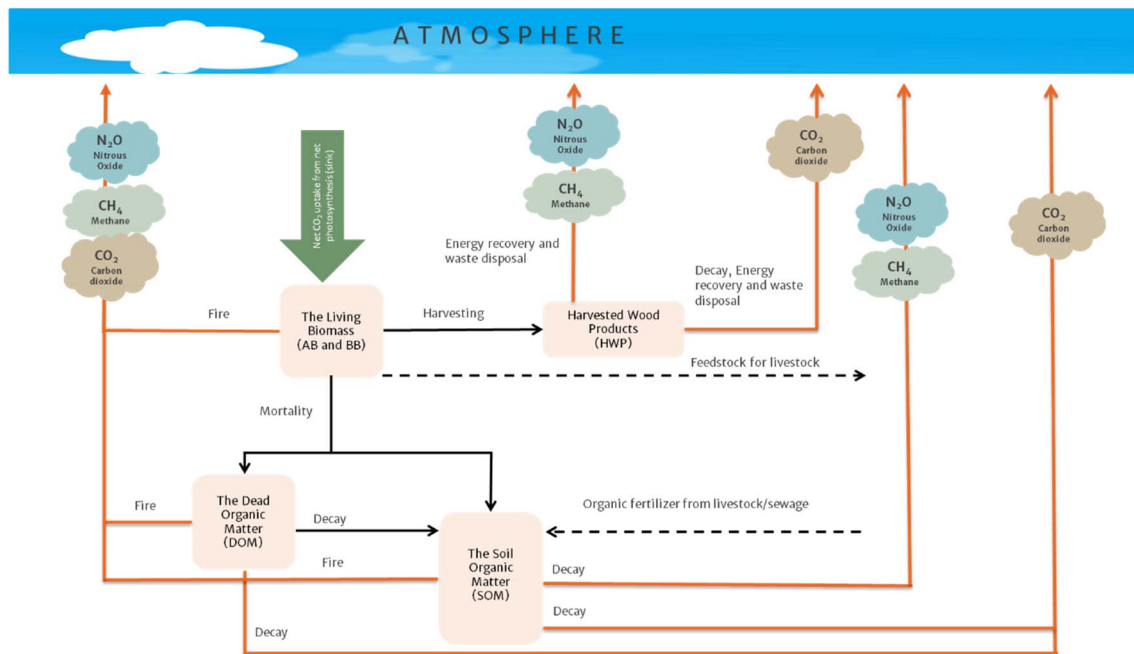 ATMOSPHERE
N₂O
Nitrous
Oxide
CH₄
Methane
CO₂
Carbon
dioxide
Net CO₂ uptake from net
photosynthesis (sink)
N₂O
Nitrous
Oxide
CH₄
Methane
CO₂
Carbon
dioxide
N₂O
Nitrous
Oxide
CH₄
Methane
CO₂
Carbon
dioxide
Energy recovery and
waste disposal
Decay, Energy
recovery and waste
disposal
Fire
The Living
Biomass
(AB and BB)
Harvesting
Harvested Wood
Products
(HWP)
Feedstock for livestock
Mortality
Fire
The Dead
Organic
Matter
(DOM)
Decay
Organic fertilizer from livestock/sewage
Fire
The Soil
Organic
Matter
(SOM)
Decay
Decay
Decay